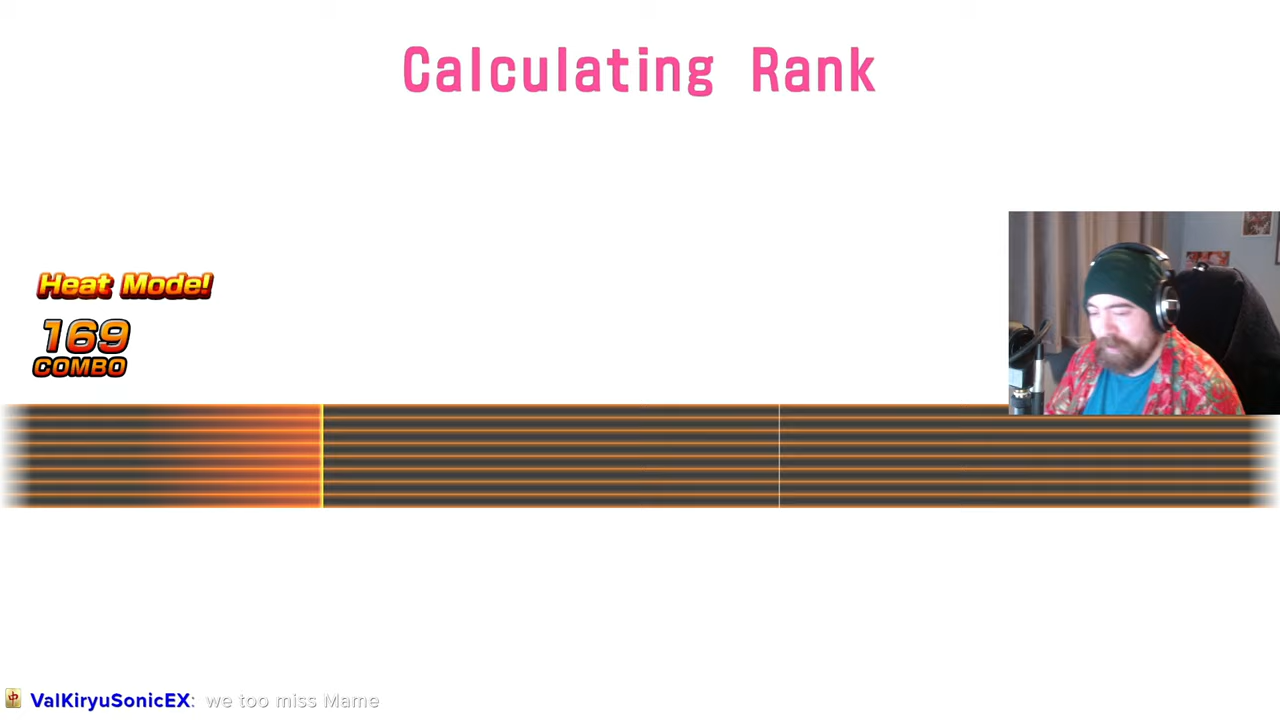 Calculating Rank
Heat Mode!
169
COMBO
ValKiryuSonicEX: we too miss Mame